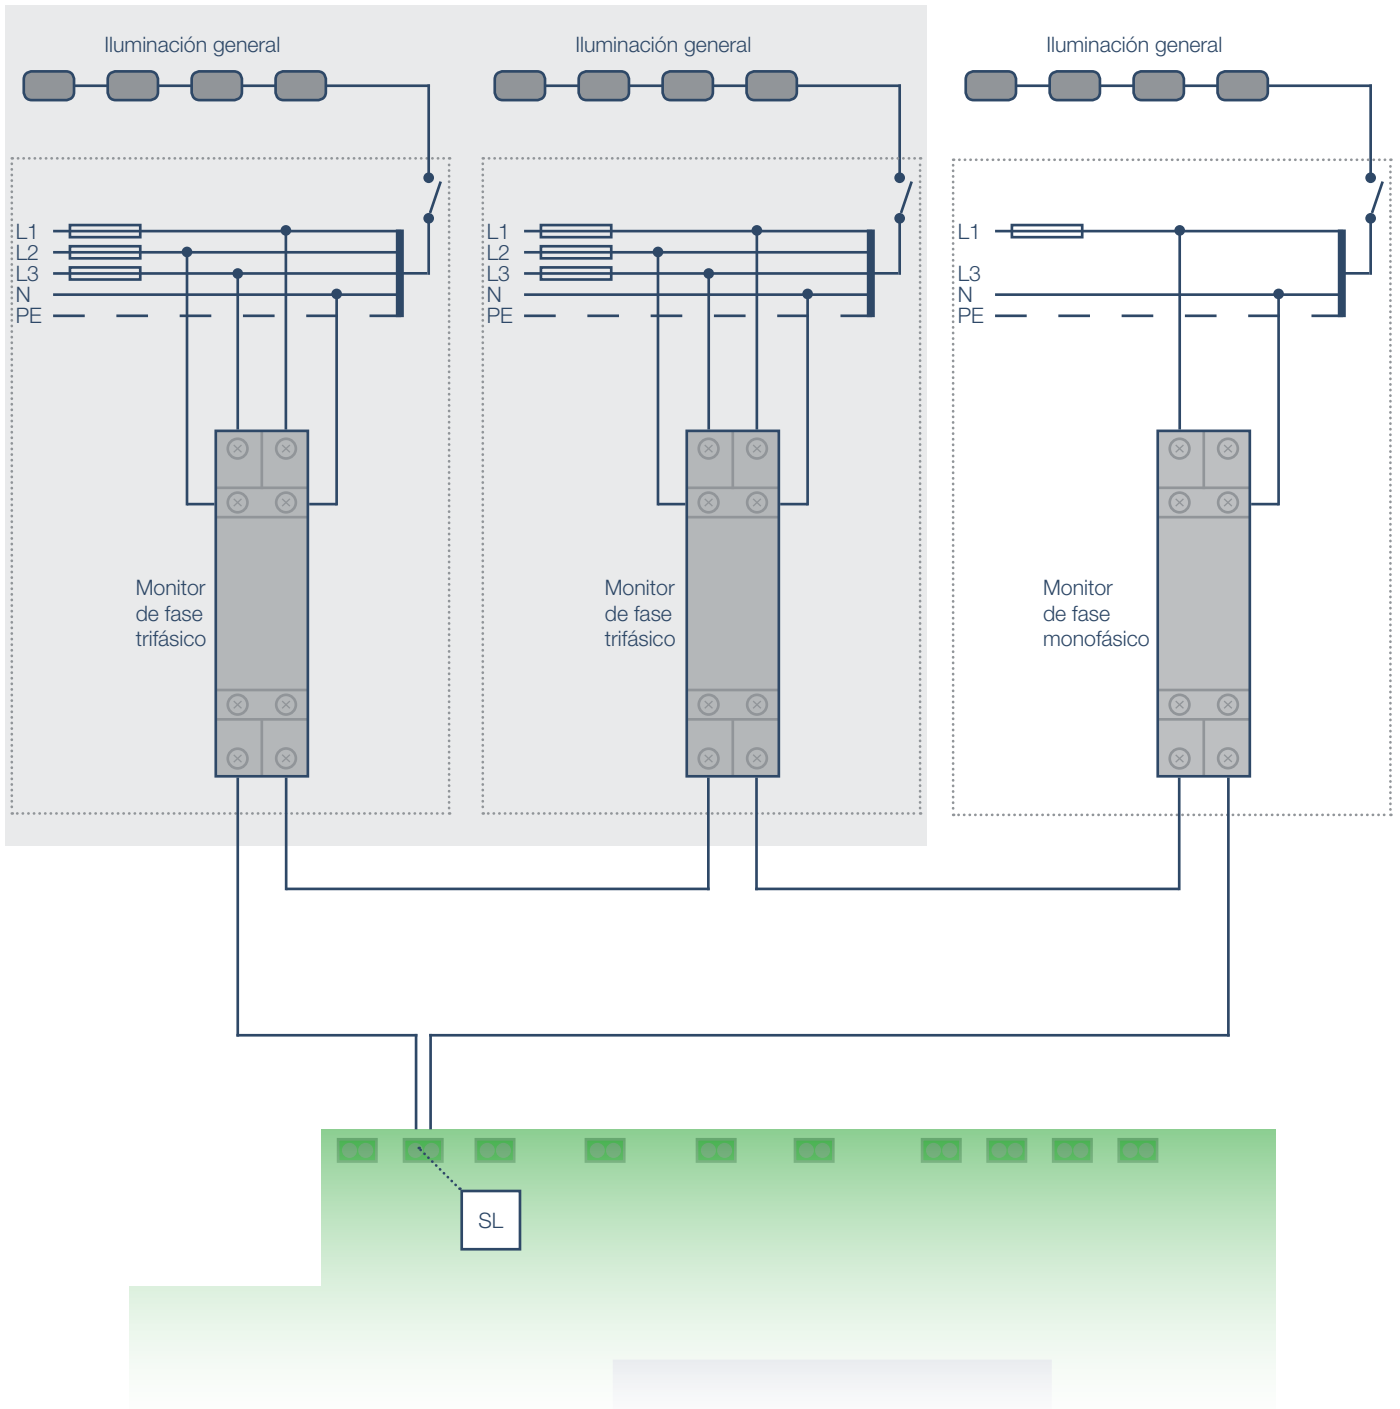 Iluminación general
Iluminación general
Iluminación general
L1
L2
L3
N
PE
L1
L2
L3
N
PE
L1
L3
N
PE
Monitor
de fase
trifásico
Monitor
de fase
trifásico
Monitor
de fase
monofásico
SL